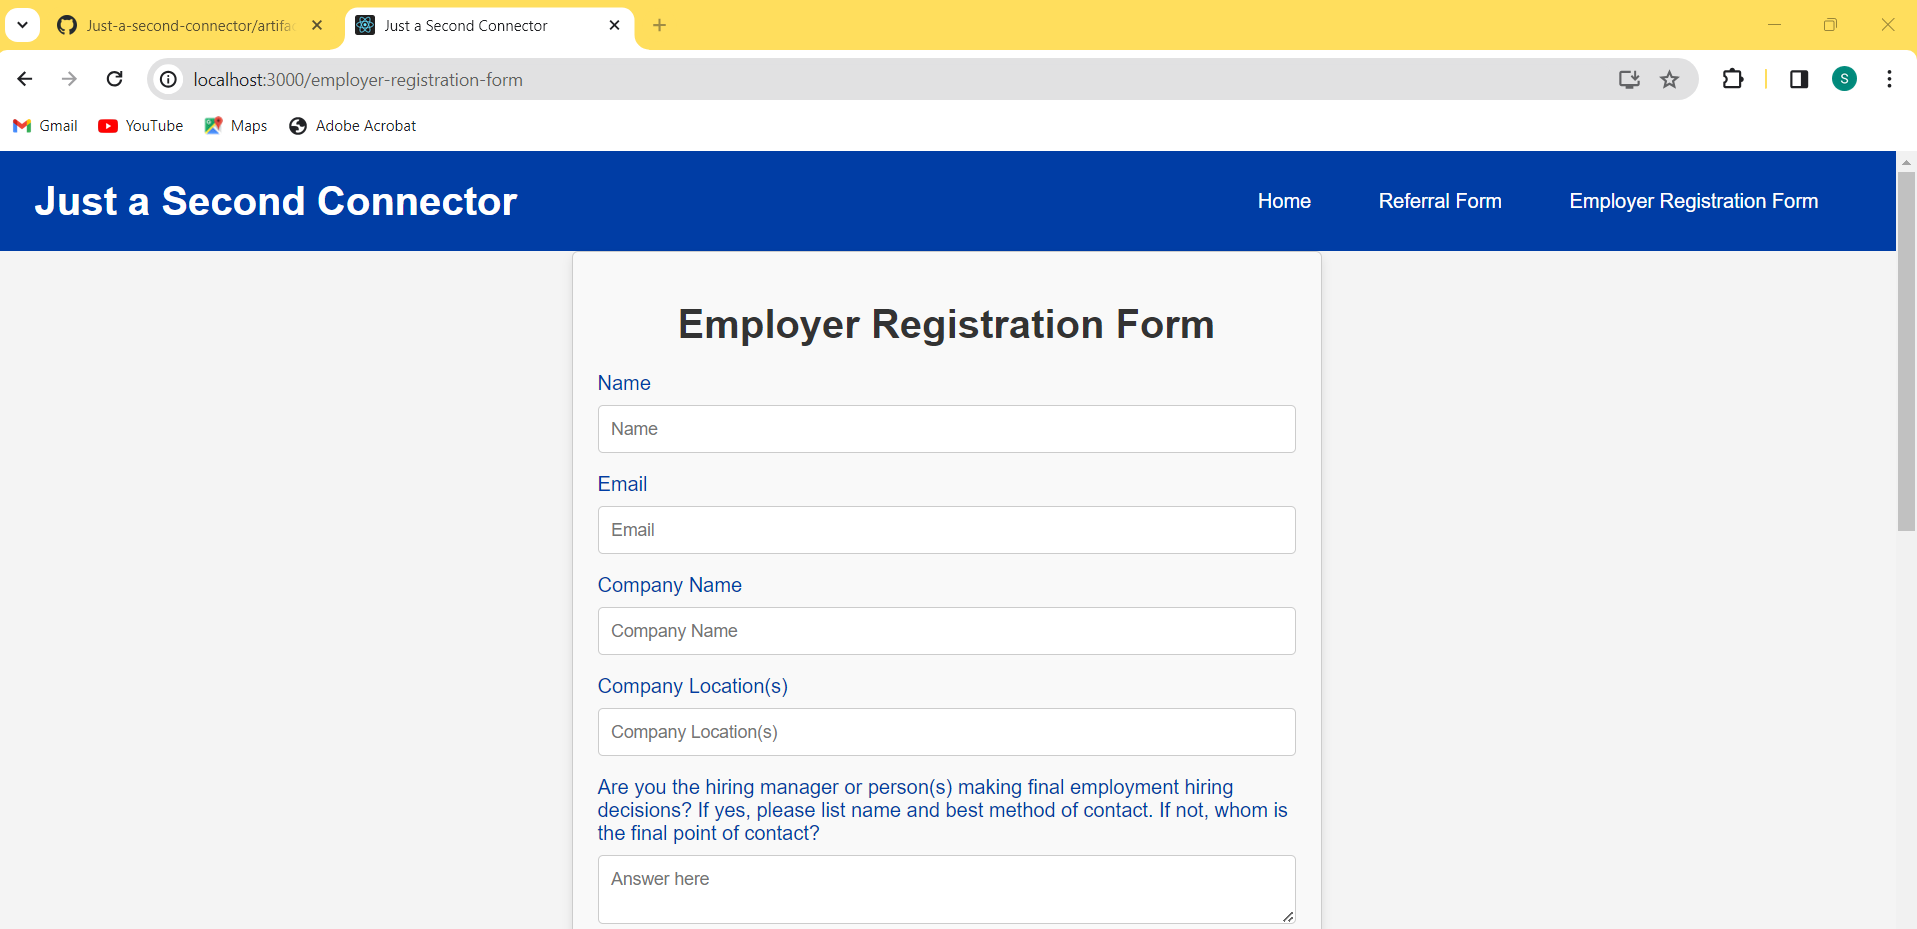 Just-a-second-connector/artifac
Just a Second Connector
localhost:3000/employer-registration-form
S
Gmail
YouTube
Maps
Adobe Acrobat
Just a Second Connector
Home
Referral Form
Employer Registration Form
Employer Registration Form
Name
Name
Email
Email
Company Name
Company Name
Company Location(s)
Company Location(s)
Are you the hiring manager or person(s) making final employment hiring
decisions? If yes, please list name and best method of contact. If not, whom is
the final point of contact?
Answer here